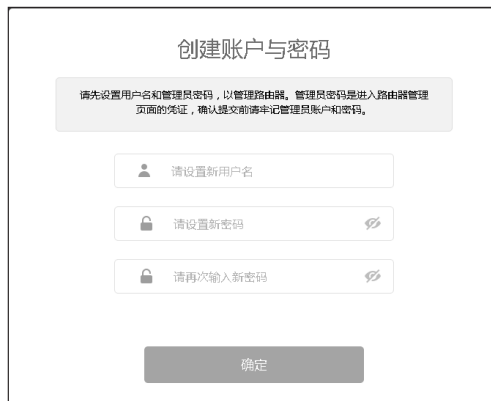 创建账户与密码
请先设置用户名和管理员密码，以管理路由器。管理员密码是进入路由器管理
页面的凭证，确认提交前请牢记管理员账户和密码。
请设置新用户名
请设置新密码
请再次输入新密码
确定